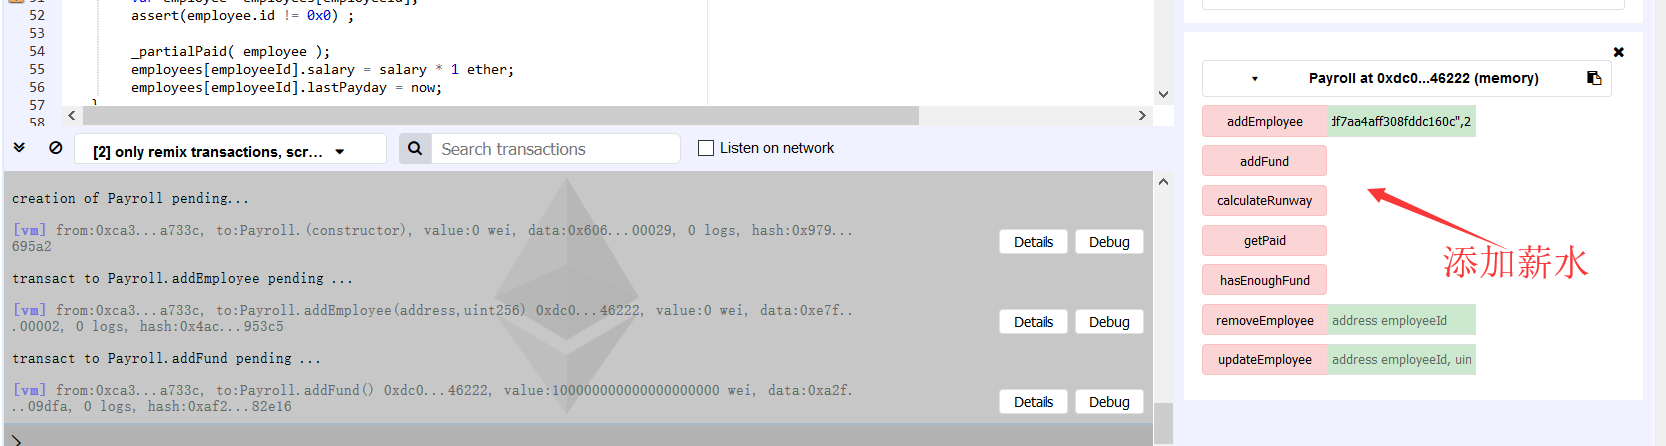 51 var employee = employees[employeeId];
52 assert(employee.id != 0x0) ;
53
54 _partialPaid( employee );
55 employees[employeeId].salary = salary * 1 ether;
56 employees[employeeId].lastPayday = now;
57 }
58
[2] only remix transactions, scr...
Search transactions
Listen on network
creation of Payroll pending...
[vm] from:0xca3...a733c, to:Payroll.(constructor), value:0 wei, data:0x606...00029, 0 logs, hash:0x979...
695a2
Details Debug
transact to Payroll.addEmployee pending ...
[vm] from:0xca3...a733c, to:Payroll.addEmployee(address,uint256) 0xdc0...46222, value:0 wei, data:0xe7f..
.00002, 0 logs, hash:0x4ac...953c5
Details Debug
transact to Payroll.addFund pending ...
[vm] from:0xca3...a733c, to:Payroll.addFund() 0xdc0...46222, value:100000000000000000000 wei, data:0xa2f.
..09dfa, 0 logs, hash:0xaf2...82e16
Details Debug
>
Payroll at 0xdc0...46222 (memory)
addEmployee df7aa4aff308fddc160c",2
addFund
calculateRunway
getPaid
hasEnoughFund
removeEmployee address employeeId
updateEmployee address employeeId, uin
添加薪水